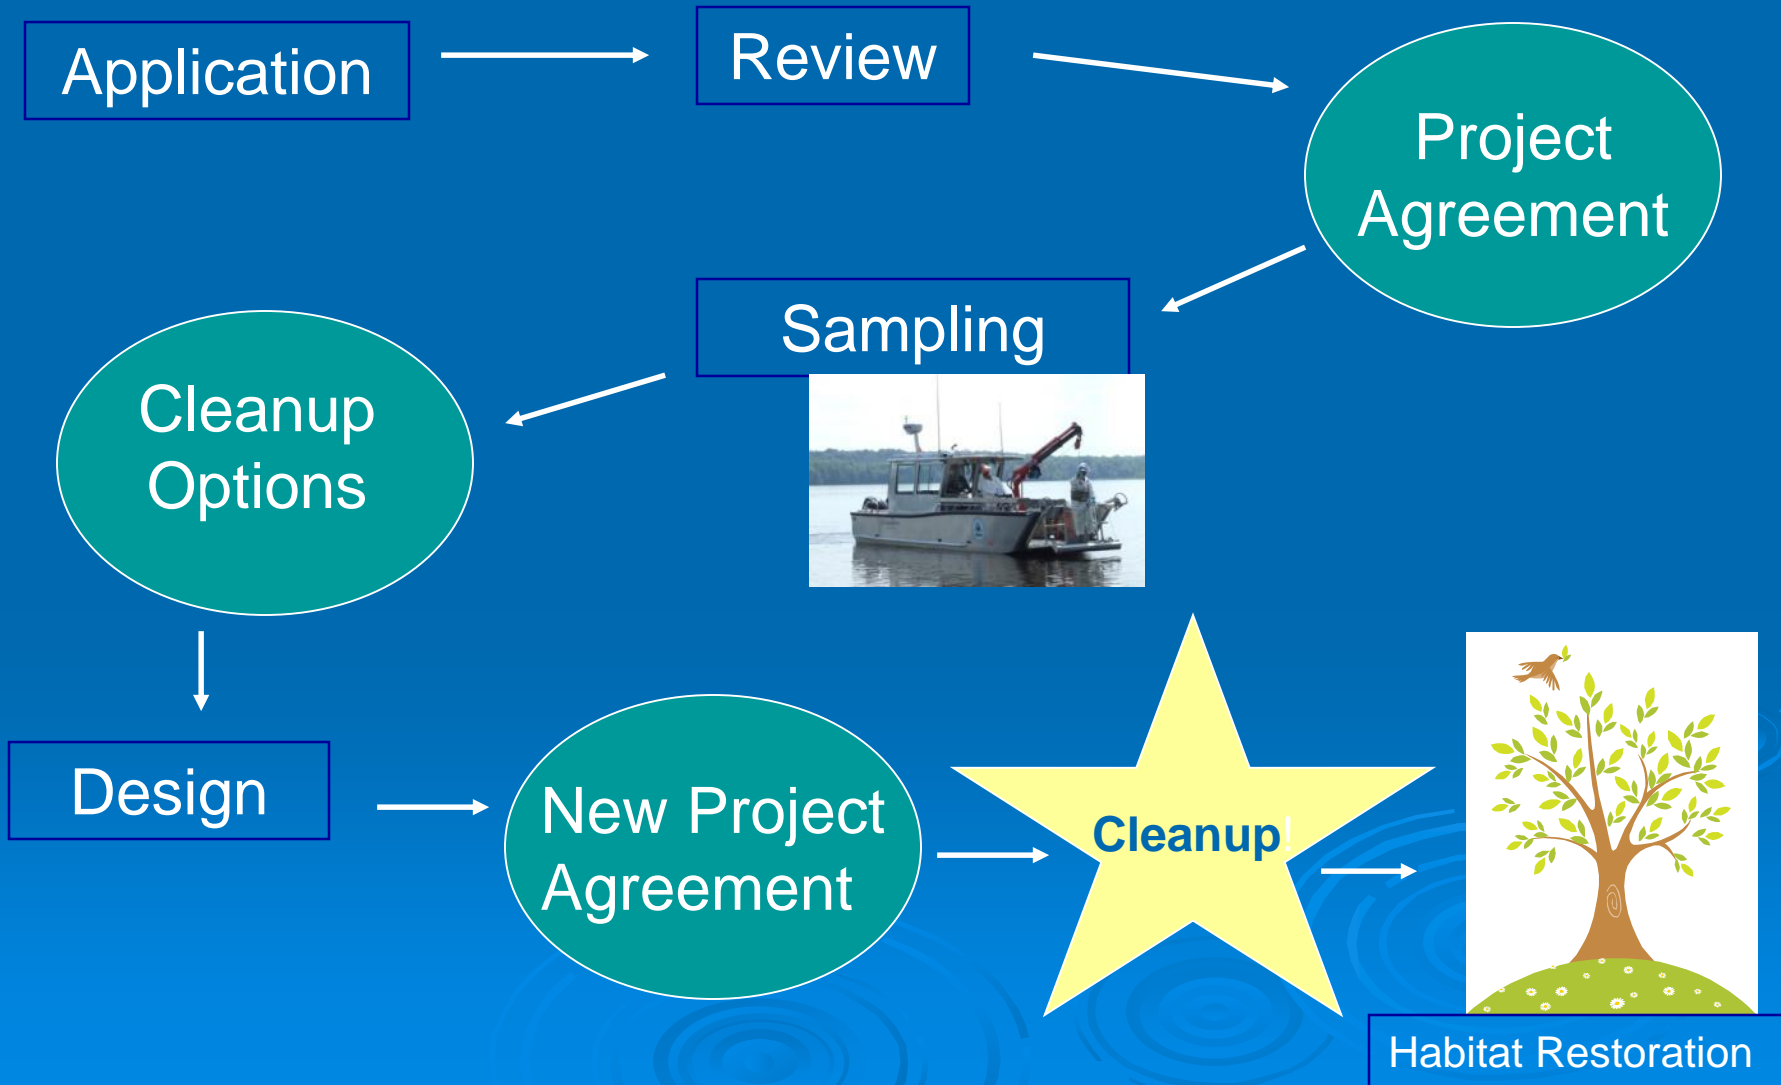 Application
Review
Project
Agreement
Sampling
Cleanup
Options
Design
New Project
Agreement
Cleanup!
Habitat Restoration